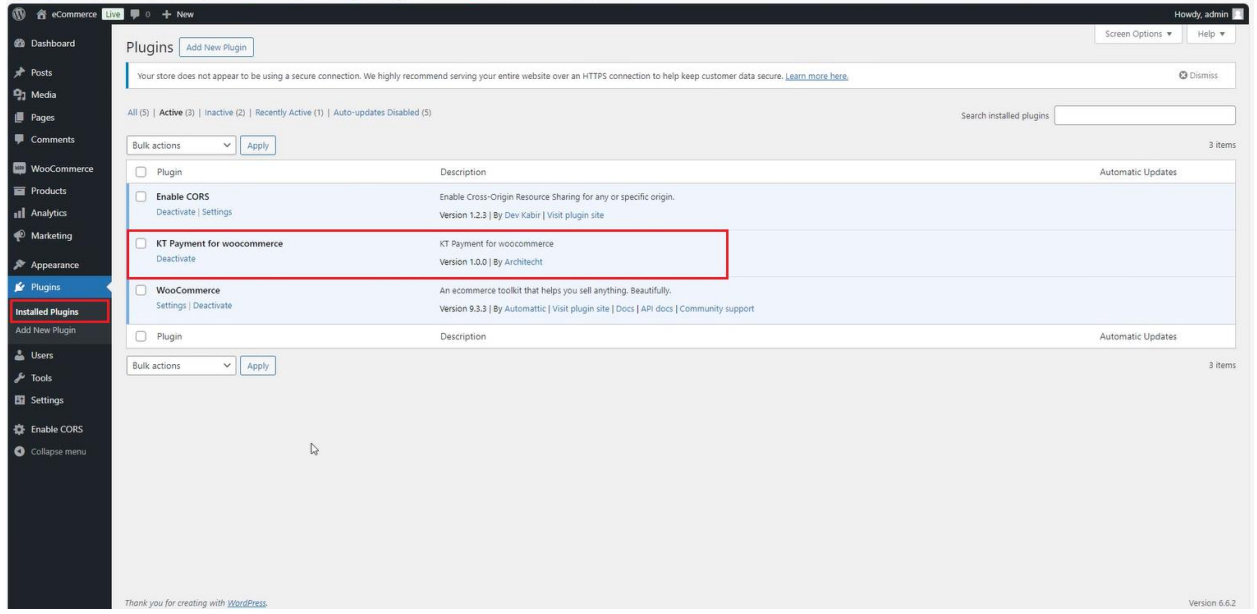 eCommerce Live 0 + New Howdy, admin
Screen Options ▼ Help ▼
Dashboard
Posts
Media
Pages
Comments
WooCommerce
Products
Analytics
Marketing
Appearance
Plugins
Installed Plugins
Add New Plugin
Users
Tools
Settings
Enable CORS
Collapse menu
Plugins Add New Plugin
Your store does not appear to be using a secure connection. We highly recommend serving your entire website over an HTTPS connection to help keep customer data secure. Learn more here. Dismiss
All (5) | Active (3) | Inactive (2) | Recently Active (1) | Auto-updates Disabled (5)
Search installed plugins
Bulk actions Apply 3 items
Plugin Description Automatic Updates
Enable CORS Enable Cross-Origin Resource Sharing for any or specific origin.
Deactivate | Settings Version 1.2.3 | By Dev Kabir | Visit plugin site
KT Payment for woocommerce KT Payment for woocommerce
Deactivate Version 1.0.0 | By Architecht
WooCommerce An ecommerce toolkit that helps you sell anything. Beautifully.
Settings | Deactivate Version 9.3.3 | By Automattic | Visit plugin site | Docs | API docs | Community support
Plugin Description Automatic Updates
Bulk actions Apply 3 items
Thank you for creating with WordPress. Version 6.6.2